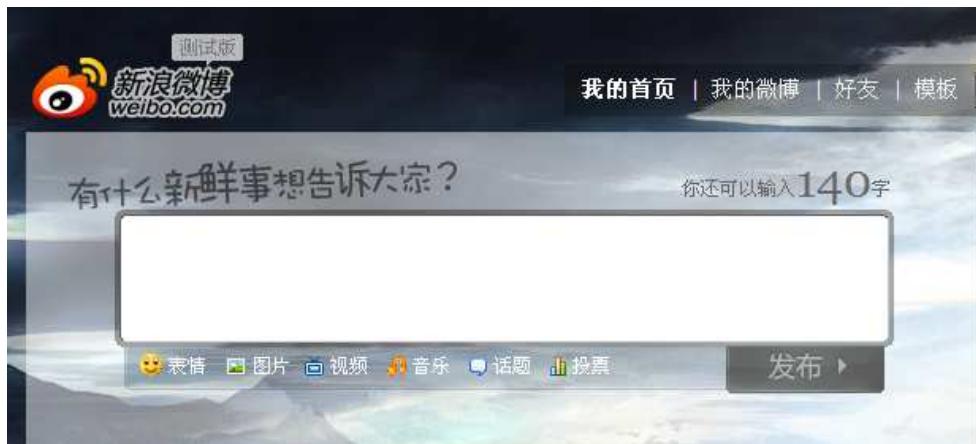 测试版
新浪微博
weibo.com
我的首页 | 我的微博 | 好友 | 模板
有什么新鲜事想告诉大家？
你还可以输入140字
表情 图片 视频 音乐 话题 投票
发布